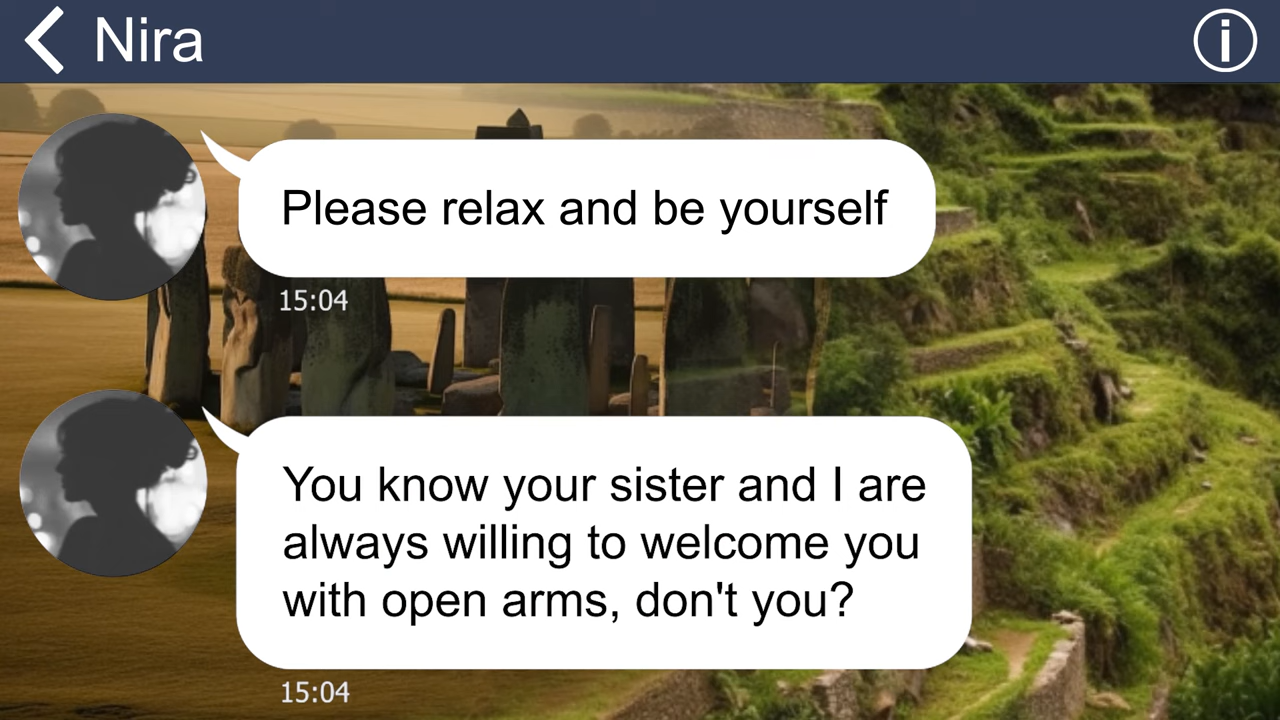 Nira
Please relax and be yourself
15:04
You know your sister and I are
always willing to welcome you
with open arms, don't you?
15:04